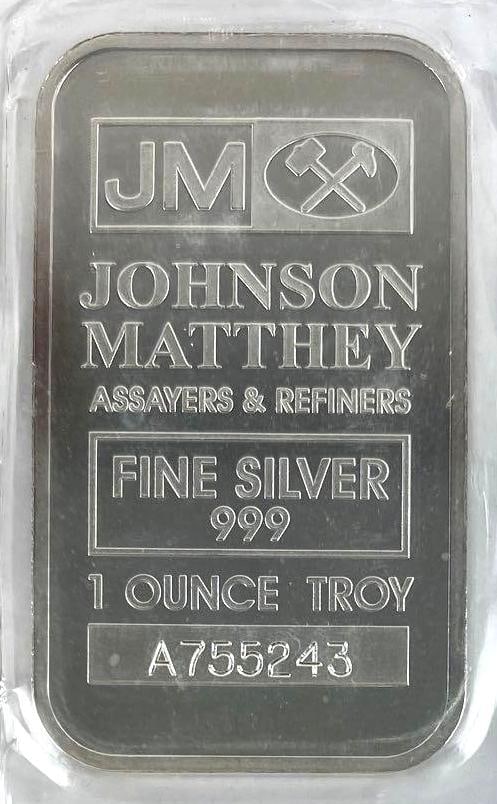 JM
JOHNSON
MATTHEY
ASSAYERS & REFINERS
FINE SILVER
999
1 OUNCE TROY
A755243